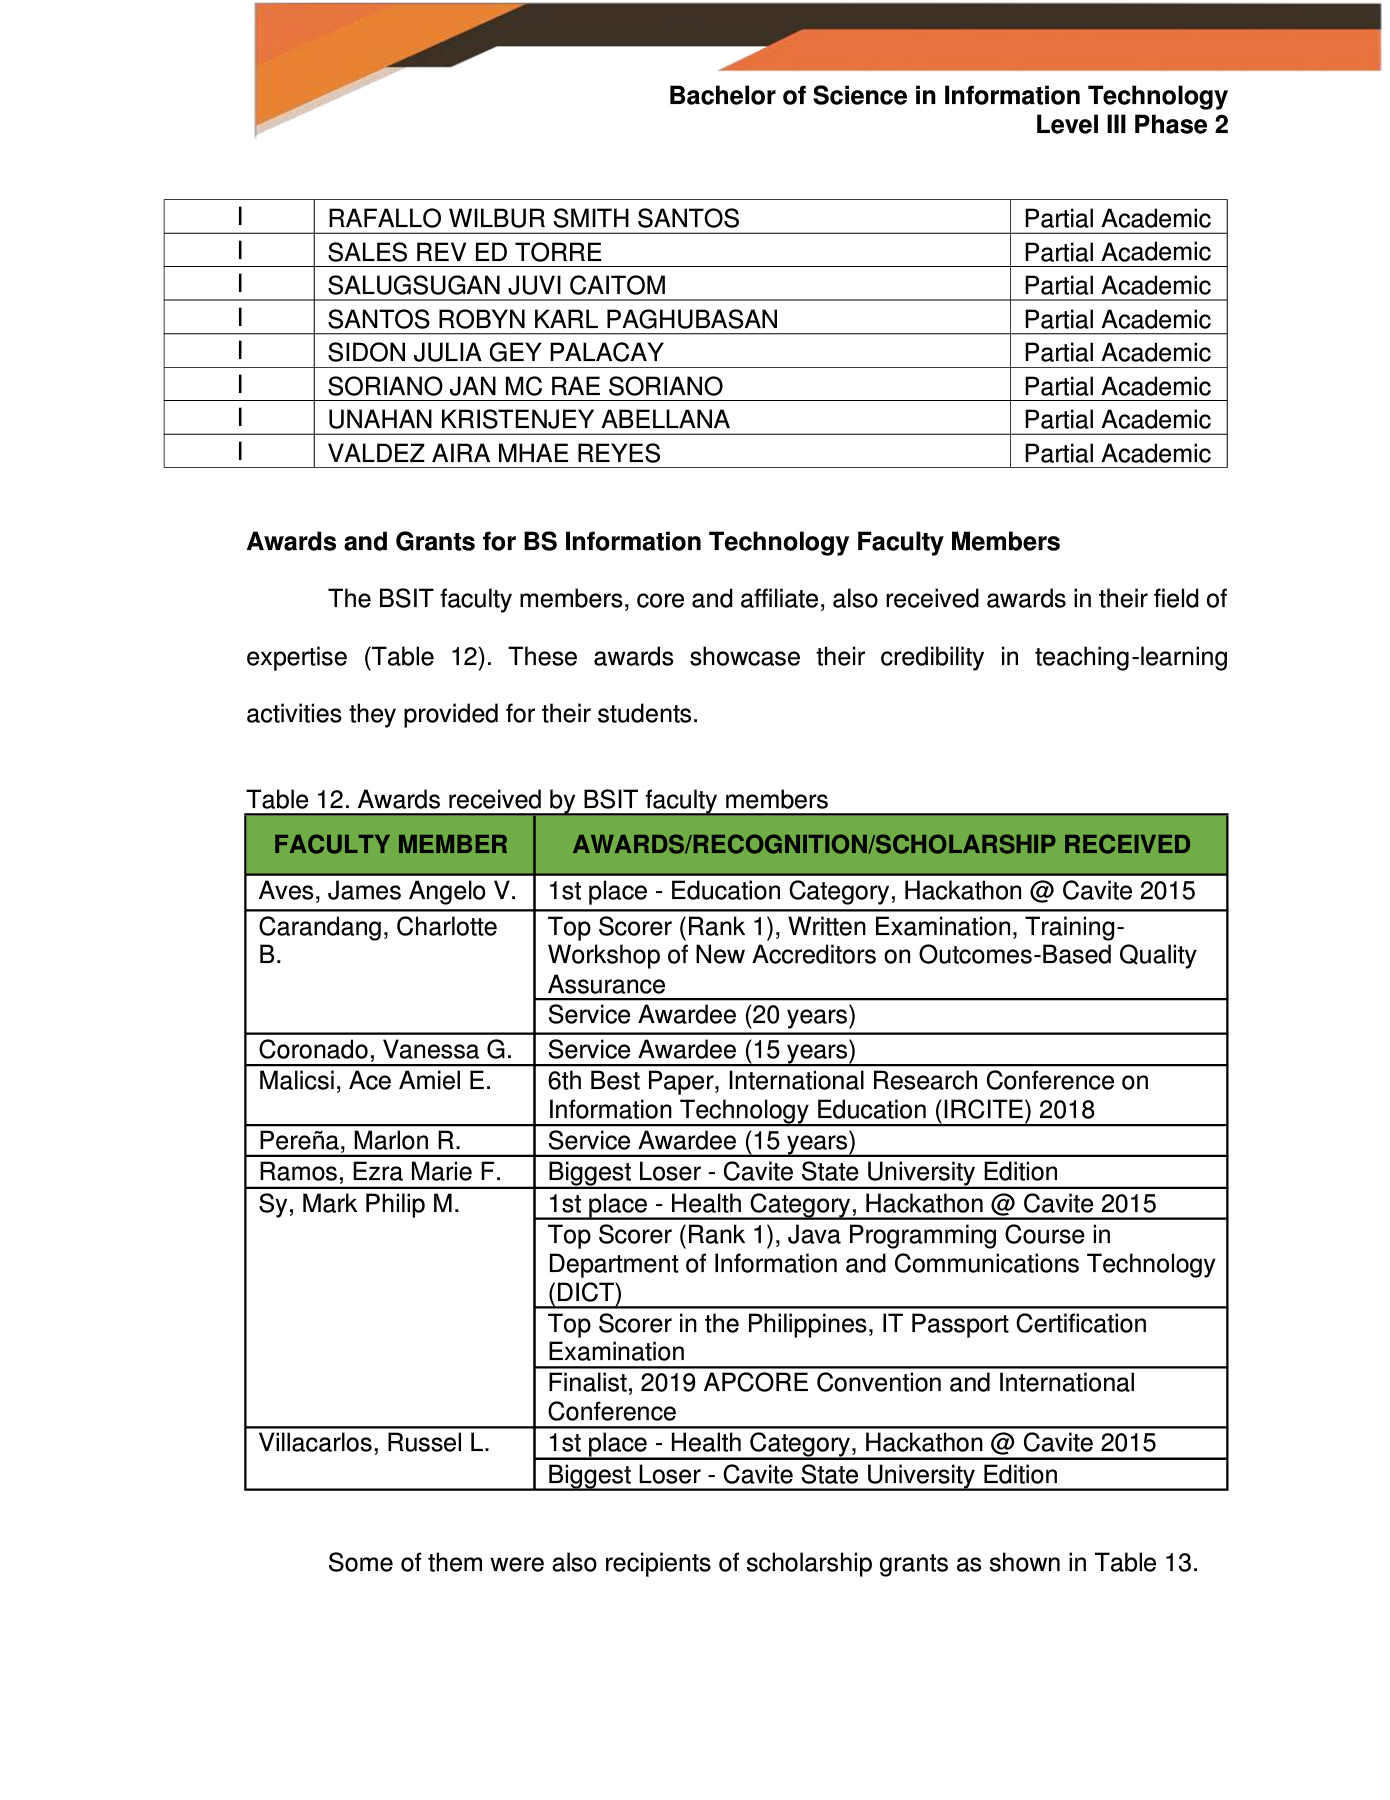 Bachelor of Science in Information Technology
Level III Phase 2
I RAFALLO WILBUR SMITH SANTOS Partial Academic
I SALES REV ED TORRE Partial Academic
I SALUGSUGAN JUVI CAITOM Partial Academic
I SANTOS ROBYN KARL PAGHUBASAN Partial Academic
I SIDON JULIA GEY PALACAY Partial Academic
I SORIANO JAN MC RAE SORIANO Partial Academic
I UNAHAN KRISTENJEY ABELLANA Partial Academic
I VALDEZ AIRA MHAE REYES Partial Academic
Awards and Grants for BS Information Technology Faculty Members
The BSIT faculty members, core and affiliate, also received awards in their field of
expertise (Table 12). These awards showcase their credibility in teaching-learning
activities they provided for their students.
Table 12. Awards received by BSIT faculty members
FACULTY MEMBER AWARDS/RECOGNITION/SCHOLARSHIP RECEIVED
Aves, James Angelo V. 1st place - Education Category, Hackathon @ Cavite 2015
Carandang, Charlotte Top Scorer (Rank 1), Written Examination, Training-
B. Workshop of New Accreditors on Outcomes-Based Quality
Assurance
Service Awardee (20 years)
Coronado, Vanessa G. Service Awardee (15 years)
Malicsi, Ace Amiel E. 6th Best Paper, International Research Conference on
Information Technology Education (IRCITE) 2018
Pereña, Marlon R. Service Awardee (15 years)
Ramos, Ezra Marie F. Biggest Loser - Cavite State University Edition
Sy, Mark Philip M. 1st place - Health Category, Hackathon @ Cavite 2015
Top Scorer (Rank 1), Java Programming Course in
Department of Information and Communications Technology
(DICT)
Top Scorer in the Philippines, IT Passport Certification
Examination
Finalist, 2019 APCORE Convention and International
Conference
Villacarlos, Russel L. 1st place - Health Category, Hackathon @ Cavite 2015
Biggest Loser - Cavite State University Edition
Some of them were also recipients of scholarship grants as shown in Table 13.